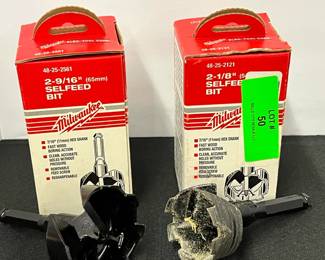 48-25-2561
2-9/16" (65mm)
SELFEED
BIT
Milwaukee
7/16" (11mm) HEX SHANK
FAST WOOD
BORING ACTION
CLEAN, ACCURATE
HOLES WITHOUT
PRESSURE
REMOVABLE
FEED SCREW
RESHARPENABLE
48-25-2121
2-1/8"
SELFEED
BIT
Milwaukee
7/16" (11mm) HEX SHANK
FAST WOOD
BORING ACTION
CLEAN, ACCURATE
HOLES WITHOUT
PRESSURE
REMOVABLE
FEED SCREW
RESHARPENABLE
LOT #
50